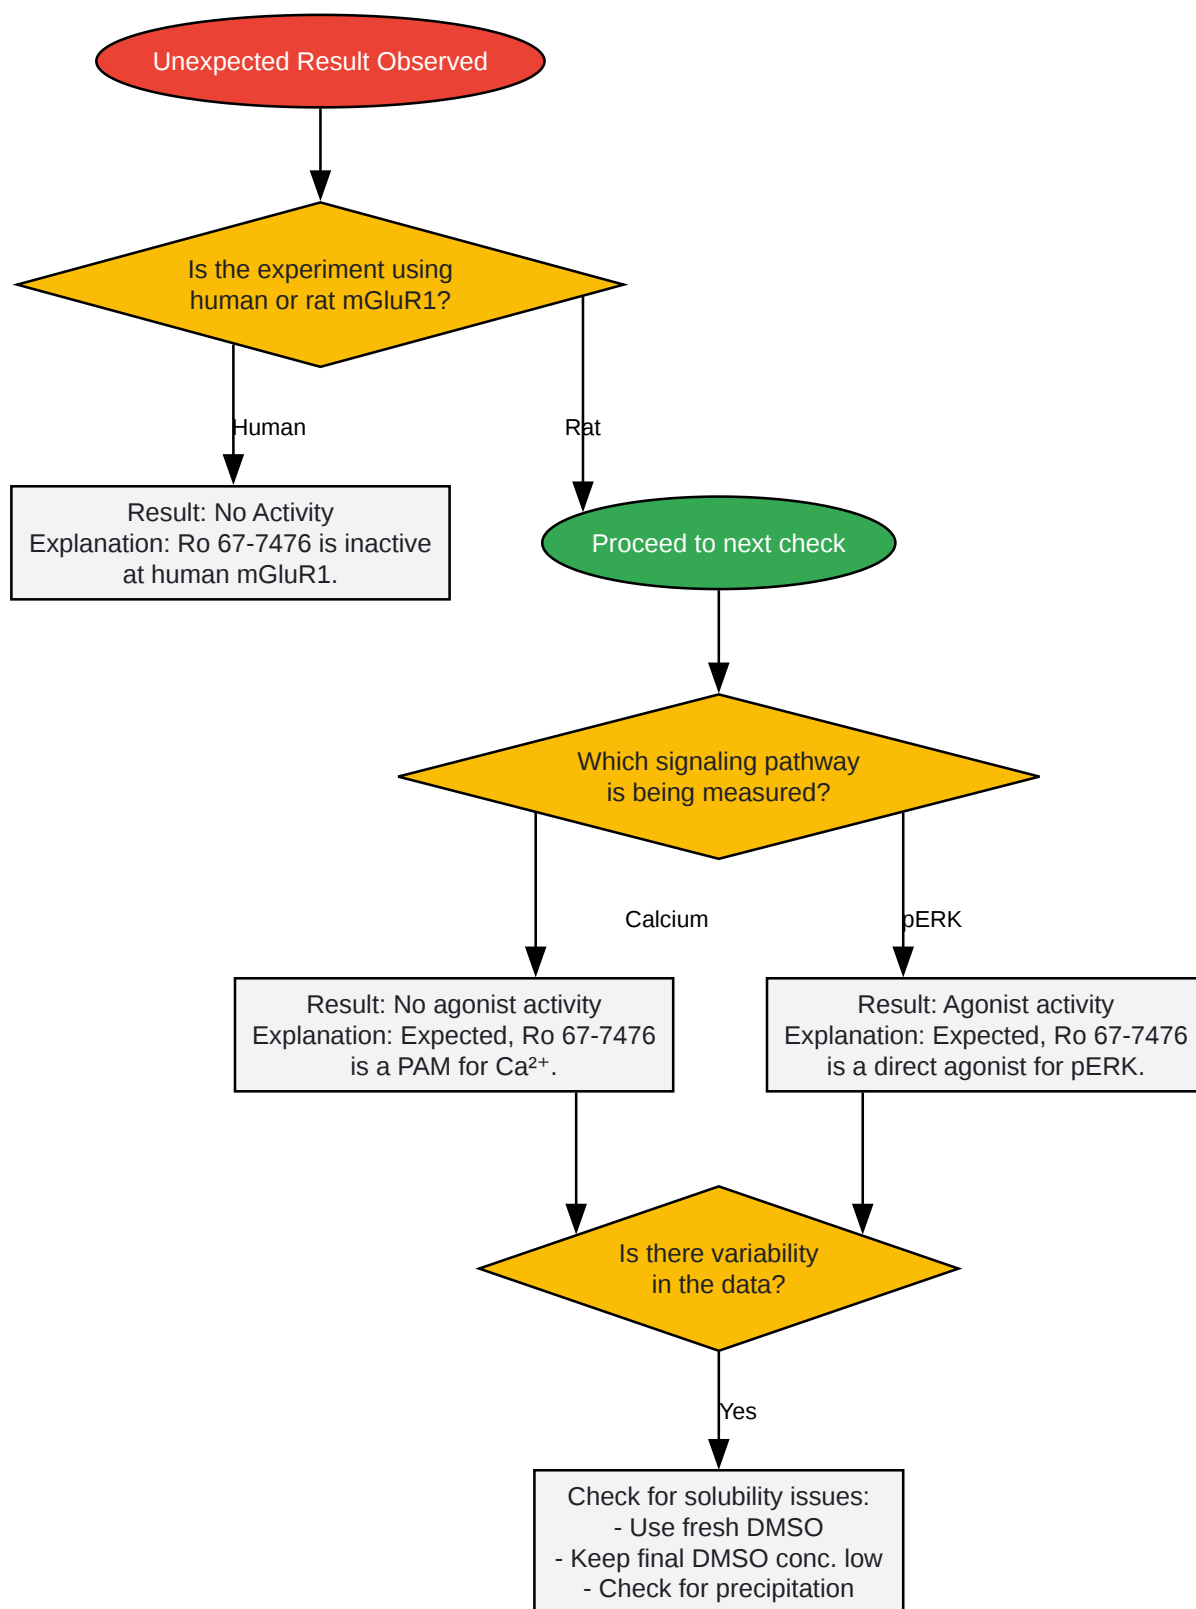 Unexpected Result Observed
Is the experiment using
human or rat mGluR1?
Human
Rat
Result: No Activity
Explanation: Ro 67-7476 is inactive
at human mGluR1.
Proceed to next check
Which signaling pathway
is being measured?
Calcium
pERK
Result: No agonist activity
Explanation: Expected, Ro 67-7476
is a PAM for Ca²⁺.
Result: Agonist activity
Explanation: Expected, Ro 67-7476
is a direct agonist for pERK.
Is there variability
in the data?
Yes
Check for solubility issues:
- Use fresh DMSO
- Keep final DMSO conc. low
- Check for precipitation